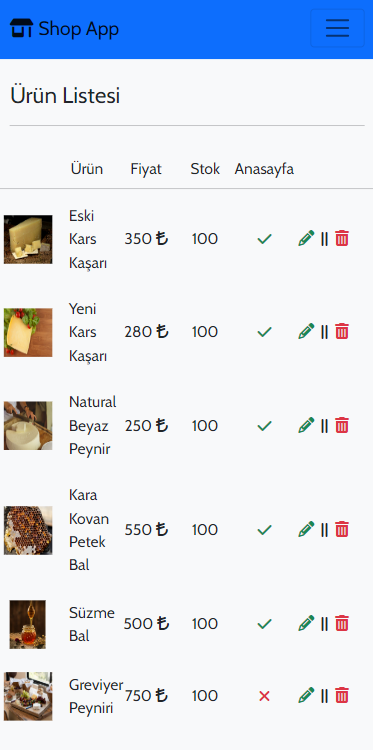 Shop App
Ürün Listesi
Ürün Fiyat Stok Anasayfa
Eski
Kars
Kaşarı
350 ₺ 100
Yeni
Kars
Kaşarı
280 ₺ 100
Natural
Beyaz
Peynir
250 ₺ 100
Kara
Kovan
Petek
Bal
550 ₺ 100
Süzme
Bal
500 ₺ 100
Greviyer
Peyniri
750 ₺ 100